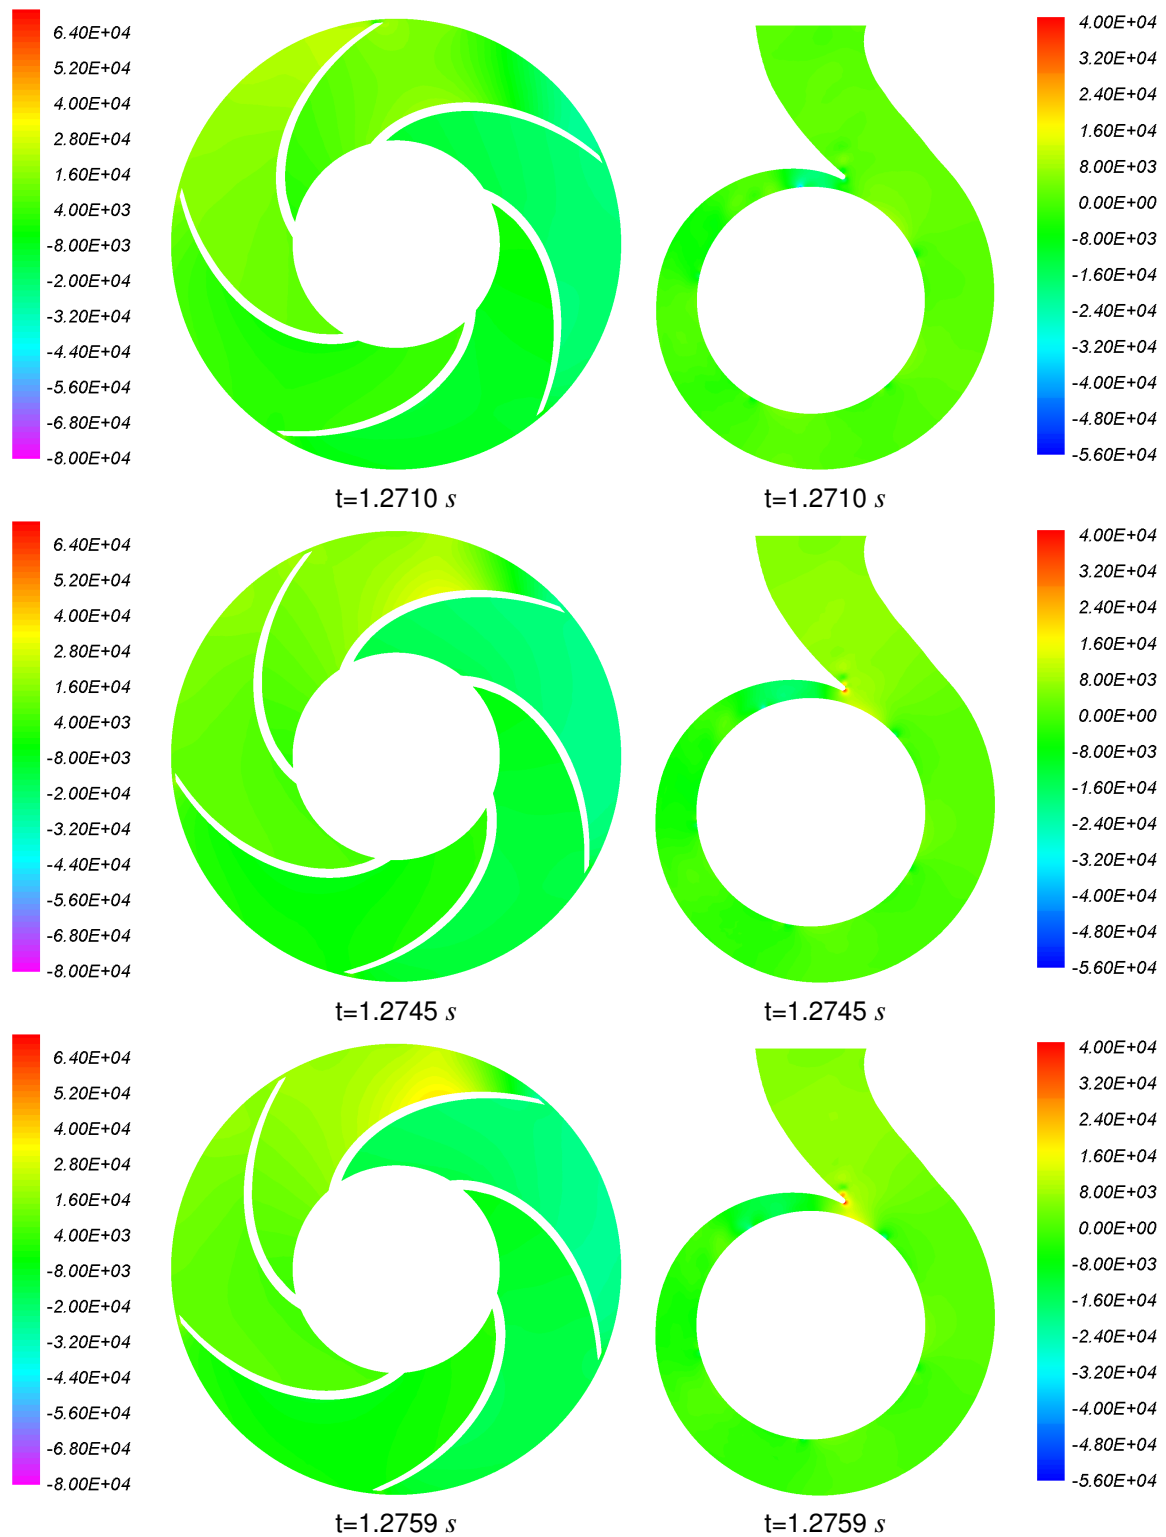 6.40E+04
5.20E+04
4.00E+04
2.80E+04
1.60E+04
4.00E+03
-8.00E+03
-2.00E+04
-3.20E+04
-4.40E+04
-5.60E+04
-6.80E+04
-8.00E+04
4.00E+04
3.20E+04
2.40E+04
1.60E+04
8.00E+03
0.00E+00
-8.00E+03
-1.60E+04
-2.40E+04
-3.20E+04
-4.00E+04
-4.80E+04
-5.60E+04
t=1.2710 s
t=1.2710 s
6.40E+04
5.20E+04
4.00E+04
2.80E+04
1.60E+04
4.00E+03
-8.00E+03
-2.00E+04
-3.20E+04
-4.40E+04
-5.60E+04
-6.80E+04
-8.00E+04
4.00E+04
3.20E+04
2.40E+04
1.60E+04
8.00E+03
0.00E+00
-8.00E+03
-1.60E+04
-2.40E+04
-3.20E+04
-4.00E+04
-4.80E+04
-5.60E+04
t=1.2745 s
t=1.2745 s
6.40E+04
5.20E+04
4.00E+04
2.80E+04
1.60E+04
4.00E+03
-8.00E+03
-2.00E+04
-3.20E+04
-4.40E+04
-5.60E+04
-6.80E+04
-8.00E+04
4.00E+04
3.20E+04
2.40E+04
1.60E+04
8.00E+03
0.00E+00
-8.00E+03
-1.60E+04
-2.40E+04
-3.20E+04
-4.00E+04
-4.80E+04
-5.60E+04
t=1.2759 s
t=1.2759 s